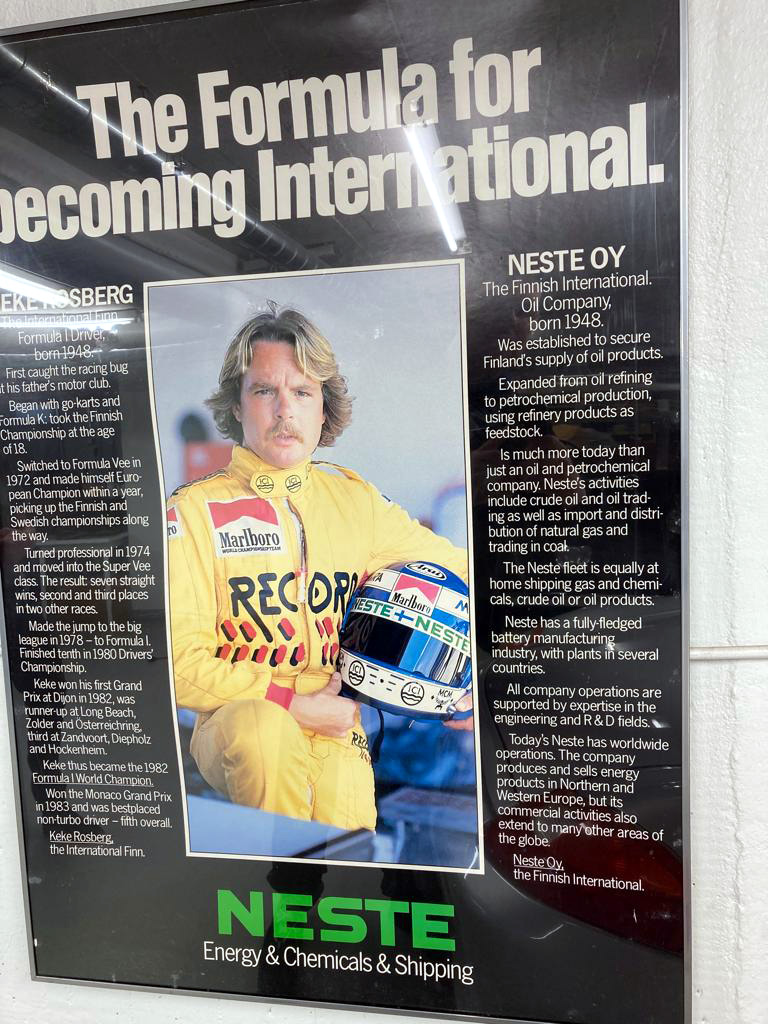 The Formula for
becoming International.
EKE ROSBERG
The International Finn.
Formula I Driver,
born 1948.
First caught the racing bug
at his father's motor club.
Began with go-karts and
Formula K: took the Finnish
Championship at the age
of 18.
Switched to Formula Vee in
1972 and made himself Euro-
pean Champion within a year,
picking up the Finnish and
Swedish championships along
the way.
Turned professional in 1974
and moved into the Super Vee
class. The result: seven straight
wins, second and third places
in two other races.
Made the jump to the big
league in 1978 – to Formula I.
Finished tenth in 1980 Drivers'
Championship.
Keke won his first Grand
Prix at Dijon in 1982, was
runner-up at Long Beach,
Zolder and Österreichring,
third at Zandvoort, Diepholz
and Hockenheim.
Keke thus became the 1982
Formula I World Champion.
Won the Monaco Grand Prix
in 1983 and was bestplaced
non-turbo driver – fifth overall.
Keke Rosberg,
the International Finn.
ICI ICI
Marlboro
WORLD CHAMPIONSHIP TEAM
RECORD
Arai
Marlboro
NESTE NESTE
ICI ICI
MCM
NESTE OY
The Finnish International.
Oil Company,
born 1948.
Was established to secure
Finland's supply of oil products.
Expanded from oil refining
to petrochemical production,
using refinery products as
feedstock.
Is much more today than
just an oil and petrochemical
company. Neste's activities
include crude oil and oil trad-
ing as well as import and distri-
bution of natural gas and
trading in coal.
The Neste fleet is equally at
home shipping gas and chemi-
cals, crude oil or oil products.
Neste has a fully-fledged
battery manufacturing
industry, with plants in several
countries.
All company operations are
supported by expertise in the
engineering and R & D fields.
Today's Neste has worldwide
operations. The company
produces and sells energy
products in Northern and
Western Europe, but its
commercial activities also
extend to many other areas of
the globe.
Neste Oy,
the Finnish International.
NESTE
Energy & Chemicals & Shipping